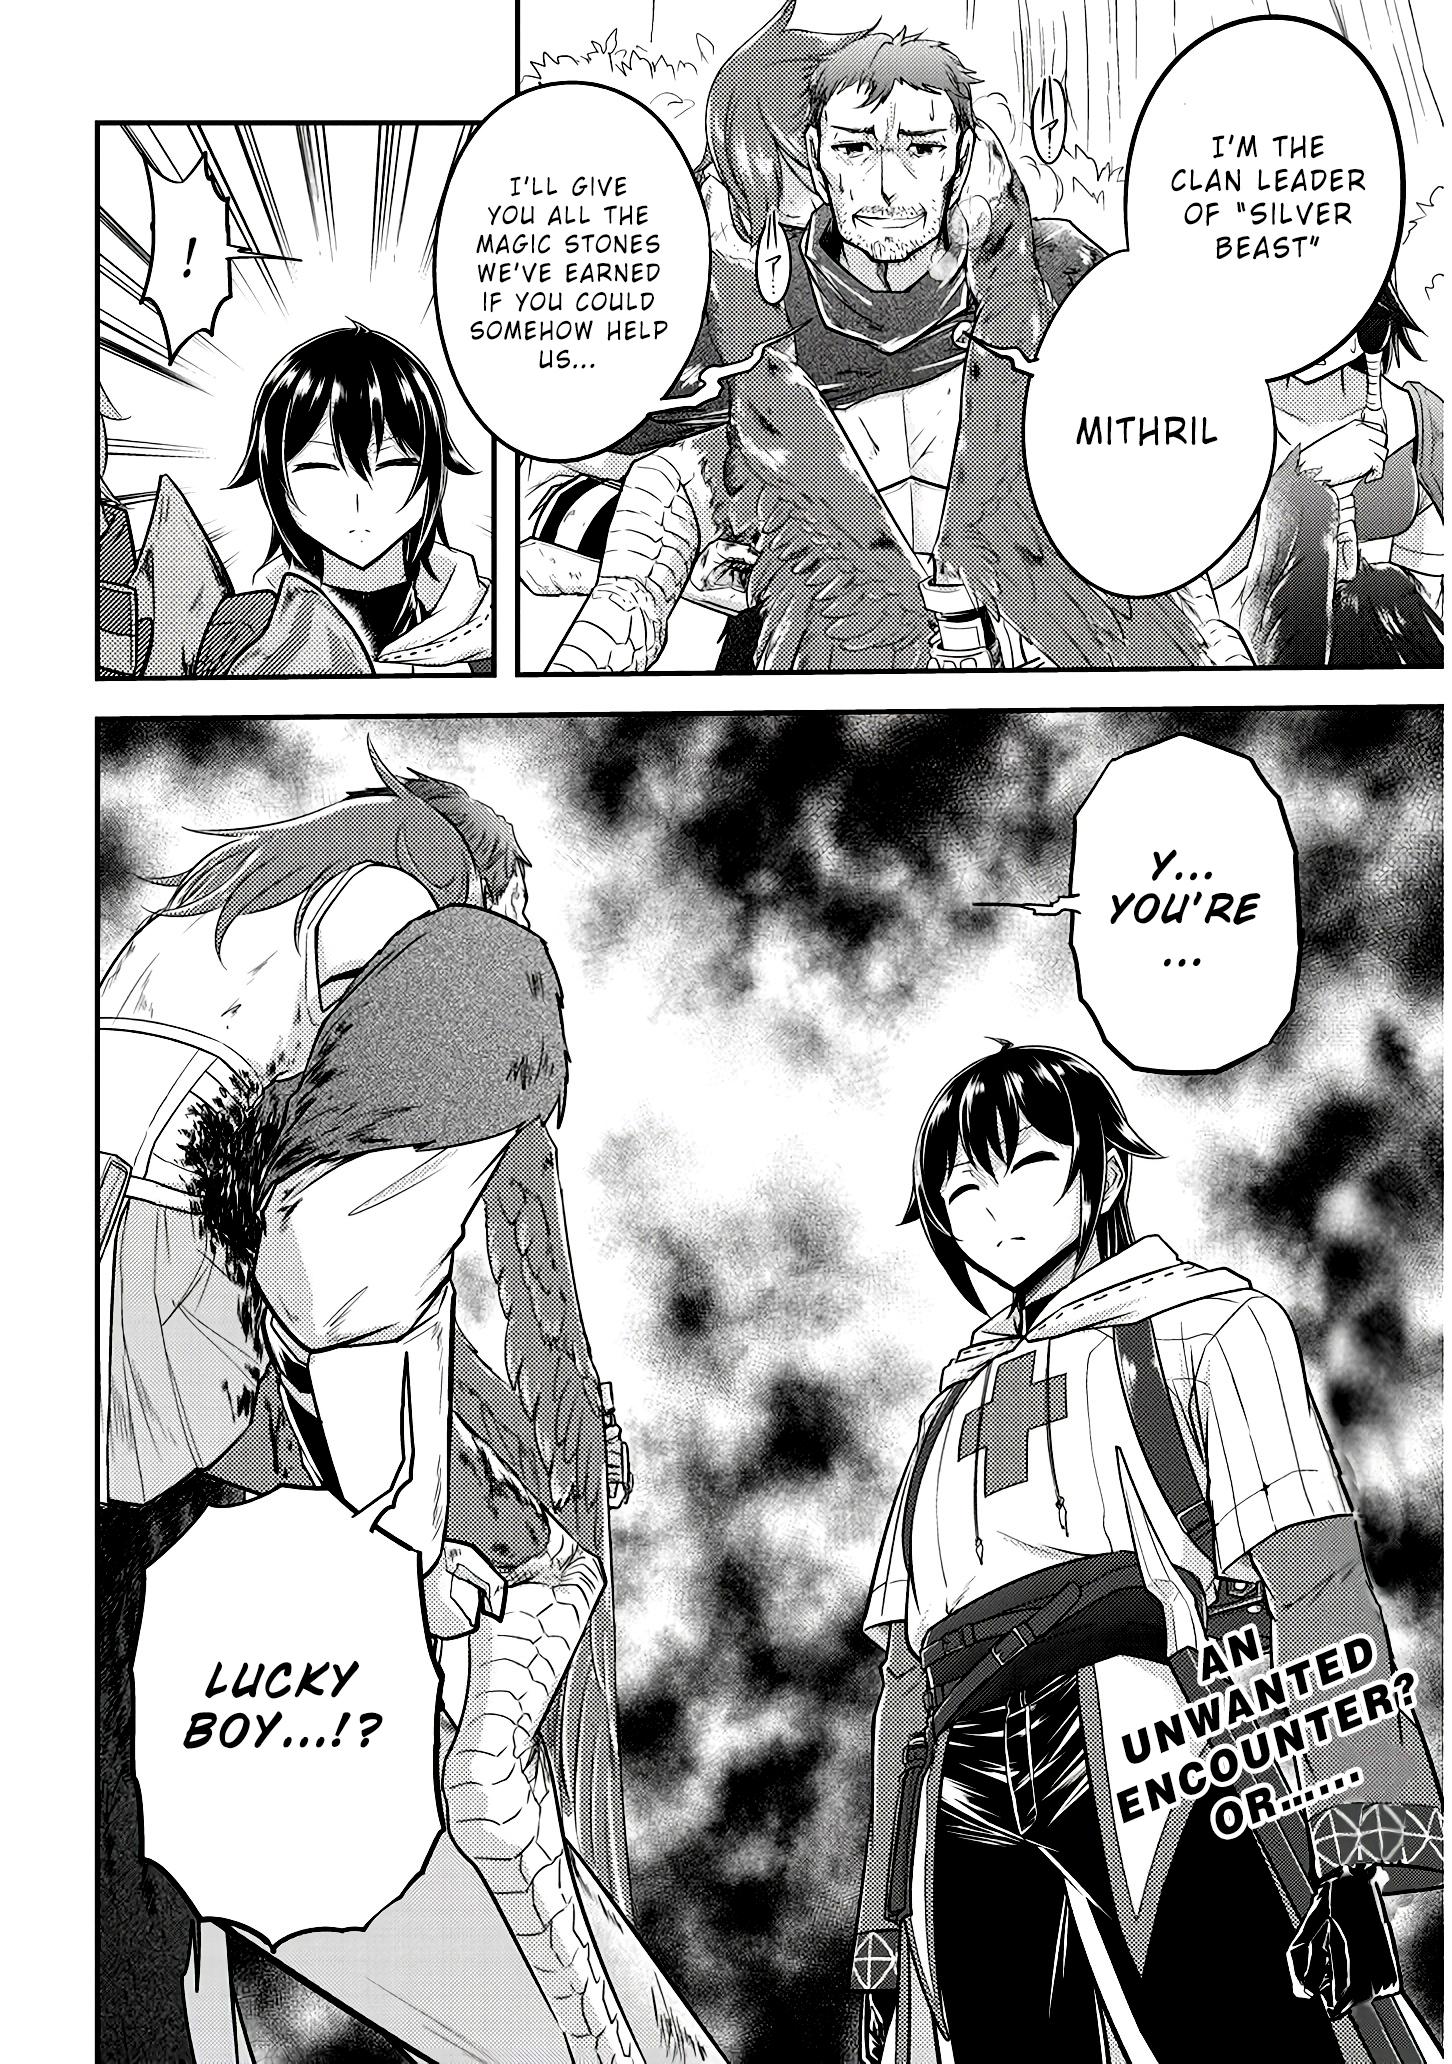 I'M THE
CLAN LEADER
OF "SILVER
BEAST"
MITHRIL
I'LL GIVE
YOU ALL THE
MAGIC STONES
WE'VE EARNED
IF YOU COULD
SOMEHOW HELP
US...
!
Y...
YOU'RE
...
LUCKY
BOY...!?
AN
UNWANTED
ENCOUNTER?
OR......